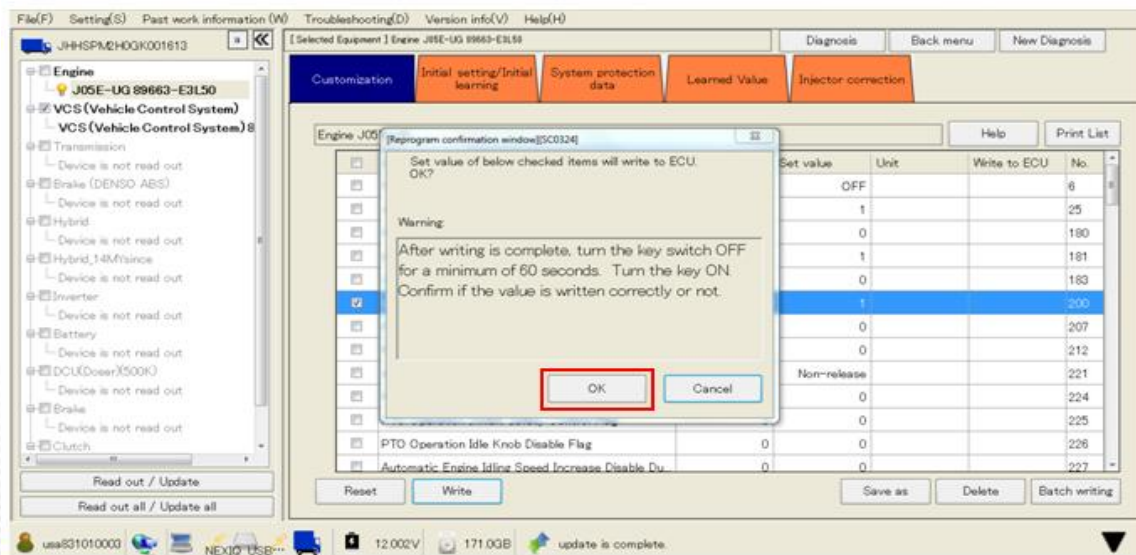 File(F) Setting(S) Past work information (W) Troubleshooting(D) Version info(V) Help(H)
JHHSPM2H0GK001613
[ Selected Equipment ] Engine J05E-UG 89663-E3L50
Diagnosis Back menu New Diagnosis
Engine
J05E-UG 89663-E3L50
VCS (Vehicle Control System)
VCS (Vehicle Control System) 8
Transmission
Device is not read out
Brake (DENSO ABS)
Device is not read out
Hybrid
Device is not read out
Hybrid_14MYsince
Device is not read out
Inverter
Device is not read out
Battery
Device is not read out
DCU(Doser)(500K)
Device is not read out
Brake
Device is not read out
Clutch
Read out / Update
Read out all / Update all
Customization
Initial setting/Initial learning
System protection data
Learned Value
Injector correction
Engine J05
Help Print List
Set value Unit Write to ECU No.
OFF 6
1 25
0 180
1 181
0 183
1 200
0 207
0 212
Non-release 221
0 224
0 225
PTO Operation Idle Knob Disable Flag 0 0 226
Automatic Engine Idling Speed Increase Disable Du 0 0 227
[Reprogram confirmation window][SC0324]
Set value of below checked items will write to ECU.
OK?
Warning:
After writing is complete, turn the key switch OFF
for a minimum of 60 seconds. Turn the key ON.
Confirm if the value is written correctly or not.
OK Cancel
Reset Write Save as Delete Batch writing
usa831010003 NEXIQ USB... 12.002V 171.0GB update is complete.